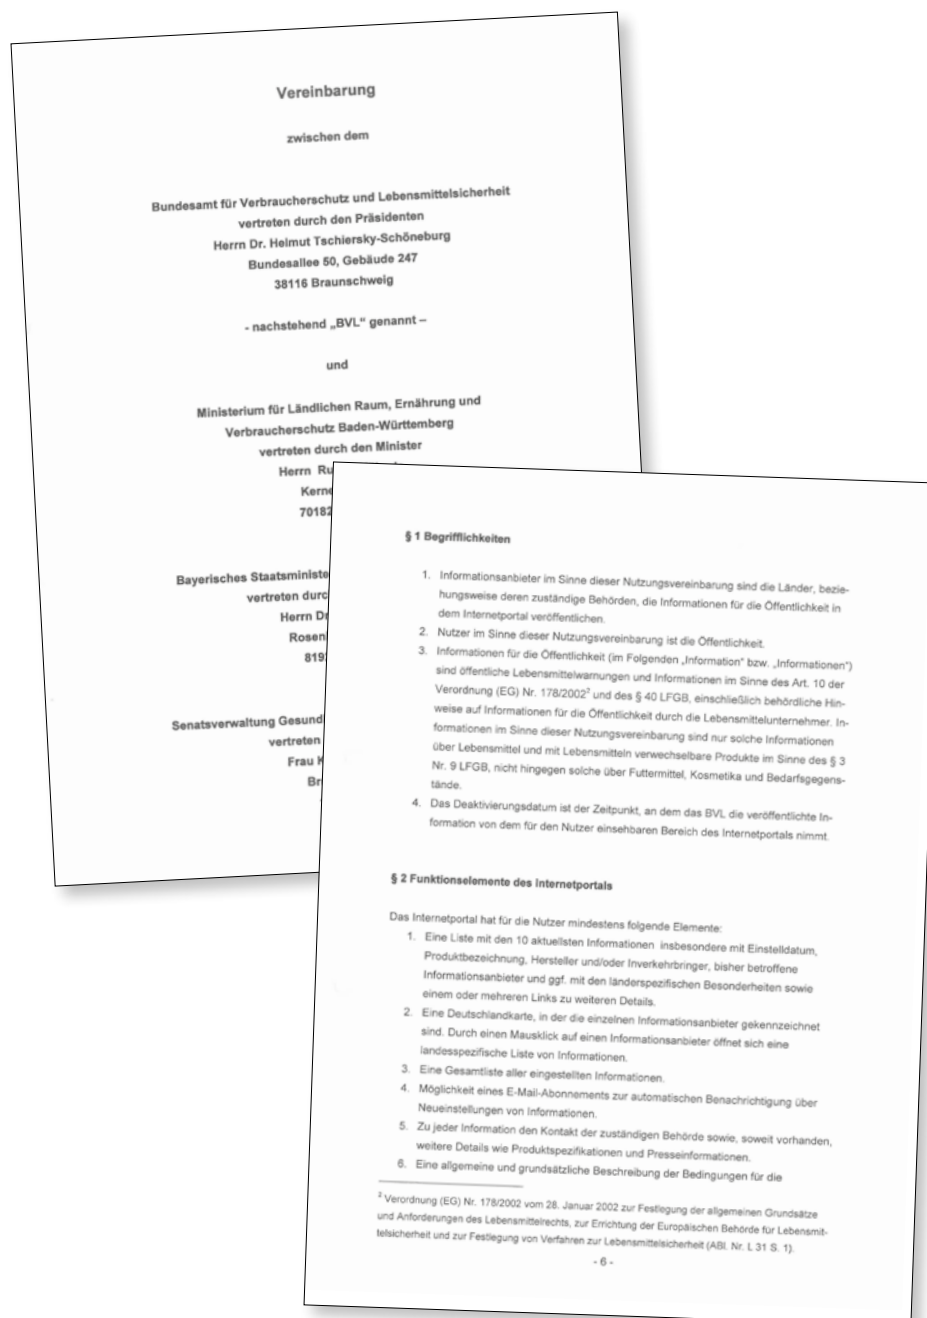 Vereinbarung
zwischen dem
Bundesamt für Verbraucherschutz und Lebensmittelsicherheit
vertreten durch den Präsidenten
Herrn Dr. Helmut Tschiersky-Schöneburg
Bundesallee 50, Gebäude 247
38116 Braunschweig
- nachstehend „BVL“ genannt –
und
Ministerium für Ländlichen Raum, Ernährung und
Verbraucherschutz Baden-Württemberg
vertreten durch den Minister
Herrn Ru
Kerne
70182
Bayerisches Staatsministe
vertreten durc
Herrn Dr
Rosen
819
Senatsverwaltung Gesund
vertreten
Frau K
Br
§ 1 Begrifflichkeiten
1. Informationsanbieter im Sinne dieser Nutzungsvereinbarung sind die Länder, bezie-
hungsweise deren zuständige Behörden, die Informationen für die Öffentlichkeit in
dem Internetportal veröffentlichen.
2. Nutzer im Sinne dieser Nutzungsvereinbarung ist die Öffentlichkeit.
3. Informationen für die Öffentlichkeit (im Folgenden „Information“ bzw. „Informationen“)
sind öffentliche Lebensmittelwarnungen und Informationen im Sinne des Art. 10 der
Verordnung (EG) Nr. 178/2002² und des § 40 LFGB, einschließlich behördliche Hin-
weise auf Informationen für die Öffentlichkeit durch die Lebensmittelunternehmer. In-
formationen im Sinne dieser Nutzungsvereinbarung sind nur solche Informationen
über Lebensmittel und mit Lebensmitteln verwechselbare Produkte im Sinne des § 3
Nr. 9 LFGB, nicht hingegen solche über Futtermittel, Kosmetika und Bedarfsgegens-
tände.
4. Das Deaktivierungsdatum ist der Zeitpunkt, an dem das BVL die veröffentlichte In-
formation von dem für den Nutzer einsehbaren Bereich des Internetportals nimmt.
§ 2 Funktionselemente des Internetportals
Das Internetportal hat für die Nutzer mindestens folgende Elemente:
1. Eine Liste mit den 10 aktuellsten Informationen insbesondere mit Einstelldatum,
Produktbezeichnung, Hersteller und/oder Inverkehrbringer, bisher betroffene
Informationsanbieter und ggf. mit den länderspezifischen Besonderheiten sowie
einem oder mehreren Links zu weiteren Details.
2. Eine Deutschlandkarte, in der die einzelnen Informationsanbieter gekennzeichnet
sind. Durch einen Mausklick auf einen Informationsanbieter öffnet sich eine
landesspezifische Liste von Informationen.
3. Eine Gesamtliste aller eingestellten Informationen.
4. Möglichkeit eines E-Mail-Abonnements zur automatischen Benachrichtigung über
Neueinstellungen von Informationen.
5. Zu jeder Information den Kontakt der zuständigen Behörde sowie, soweit vorhanden,
weitere Details wie Produktspezifikationen und Presseinformationen.
6. Eine allgemeine und grundsätzliche Beschreibung der Bedingungen für die
² Verordnung (EG) Nr. 178/2002 vom 28. Januar 2002 zur Festlegung der allgemeinen Grundsätze
und Anforderungen des Lebensmittelrechts, zur Errichtung der Europäischen Behörde für Lebensmit-
telsicherheit und zur Festlegung von Verfahren zur Lebensmittelsicherheit (ABl. Nr. L 31 S. 1).
- 6 -